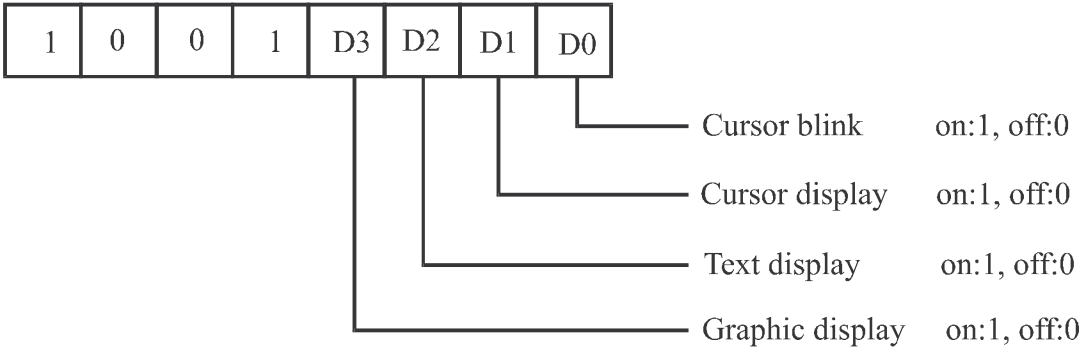 1 0 0 1 D3 D2 D1 D0
Cursor blink on:1, off:0
Cursor display on:1, off:0
Text display on:1, off:0
Graphic display on:1, off:0